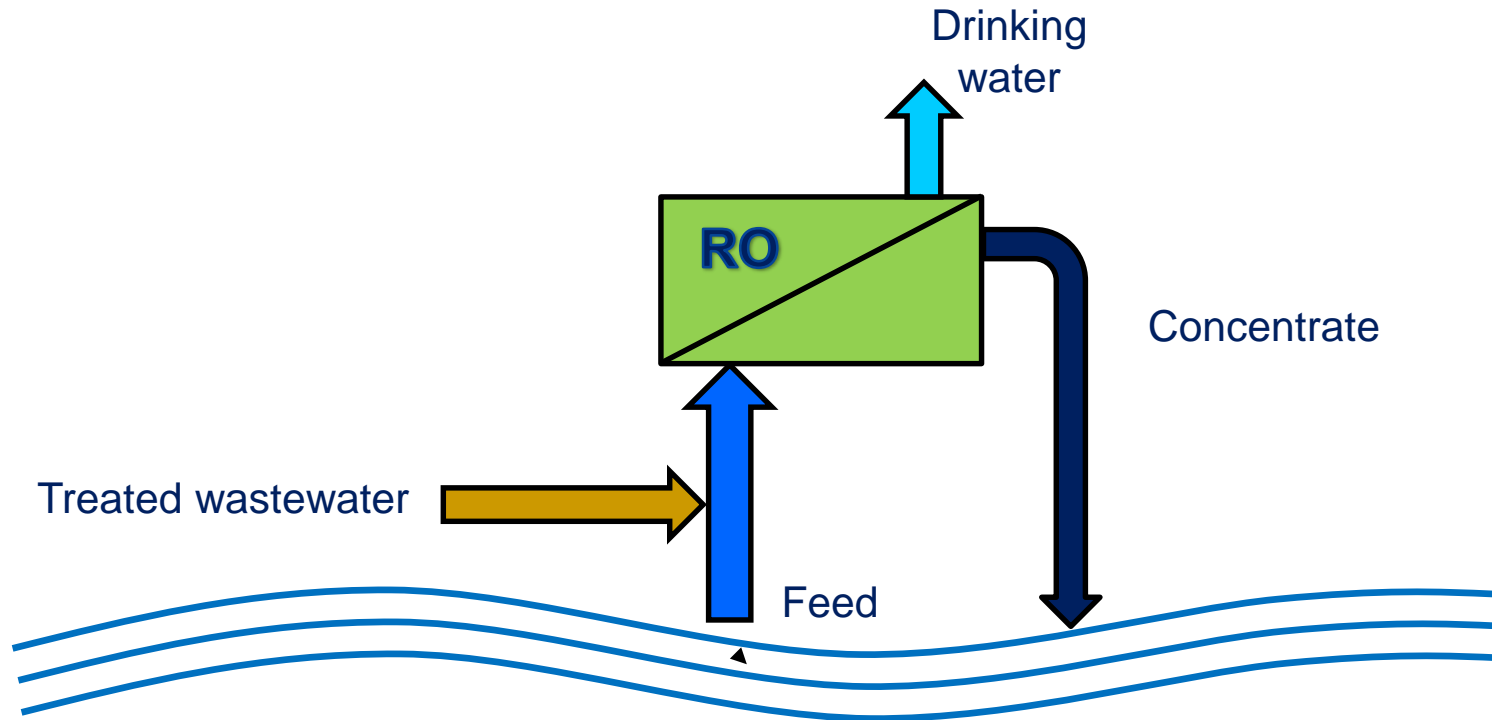 Drinking
water
RO
Concentrate
Treated wastewater
Feed